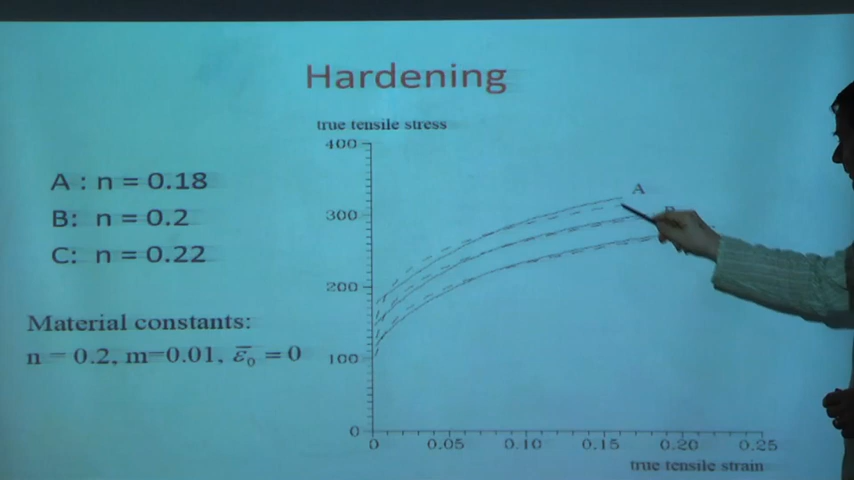 Hardening
true tensile stress
400
A : n = 0.18
A
300
B: n = 0.2
C: n = 0.22
200
Material constants:
n = 0.2, m=0.01, ε̅₀ = 0
100
0
0 0.05 0.10 0.15 0.20 0.25
true tensile strain